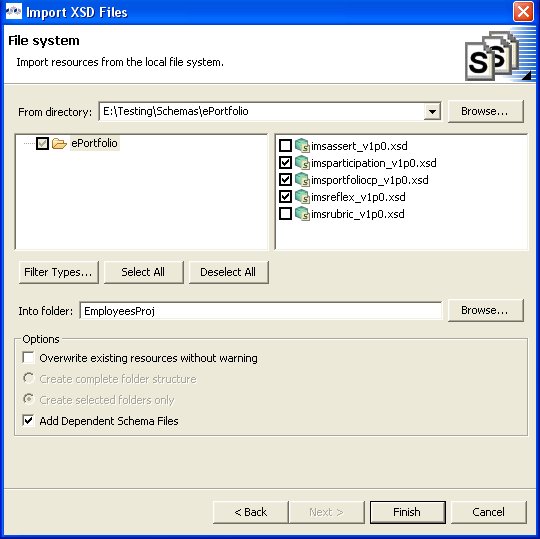 Import XSD Files
File system
Import resources from the local file system.
From directory: E:\Testing\Schemas\ePortfolio Browse...
ePortfolio
imsassert_v1p0.xsd
imsparticipation_v1p0.xsd
imsportfoliocp_v1p0.xsd
imsreflex_v1p0.xsd
imsrubric_v1p0.xsd
Filter Types... Select All Deselect All
Into folder: EmployeesProj Browse...
Options
Overwrite existing resources without warning
Create complete folder structure
Create selected folders only
Add Dependent Schema Files
< Back Next > Finish Cancel